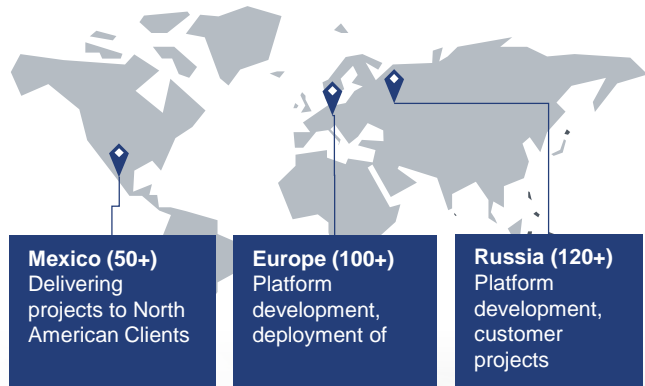 Mexico (50+)
Delivering
projects to North
American Clients
Europe (100+)
Platform
development,
deployment of
Russia (120+)
Platform
development,
customer
projects